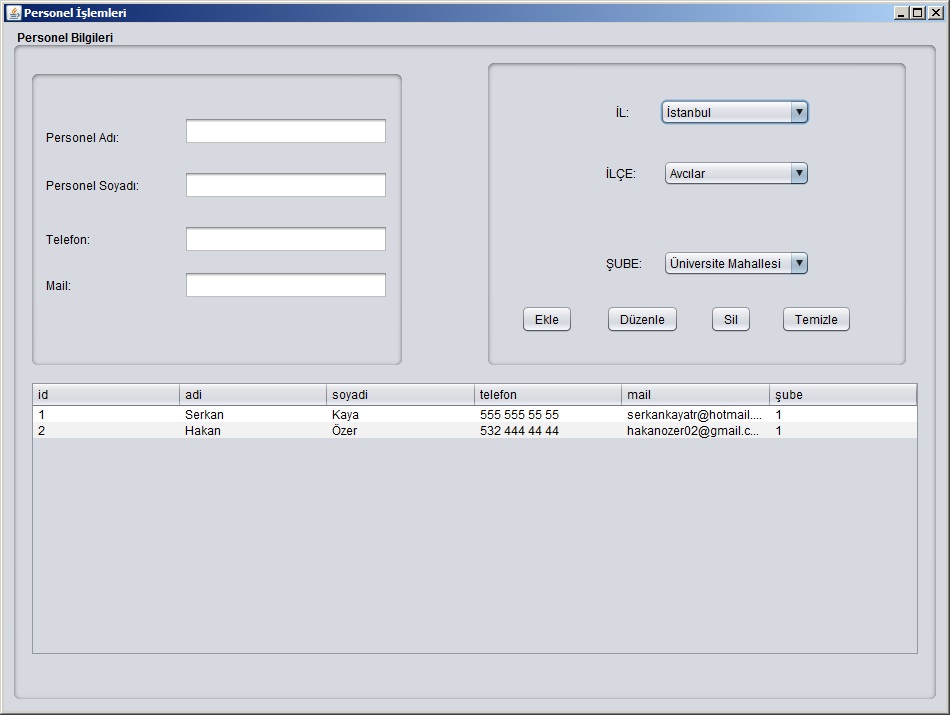 Personel İşlemleri
Personel Bilgileri
Personel Adı:
Personel Soyadı:
Telefon:
Mail:
İL: İstanbul
İLÇE: Avcılar
ŞUBE: Üniversite Mahallesi
Ekle Düzenle Sil Temizle
id adi soyadi telefon mail şube
1 Serkan Kaya 555 555 55 55 serkankayatr@hotmail.... 1
2 Hakan Özer 532 444 44 44 hakanozer02@gmail.c... 1